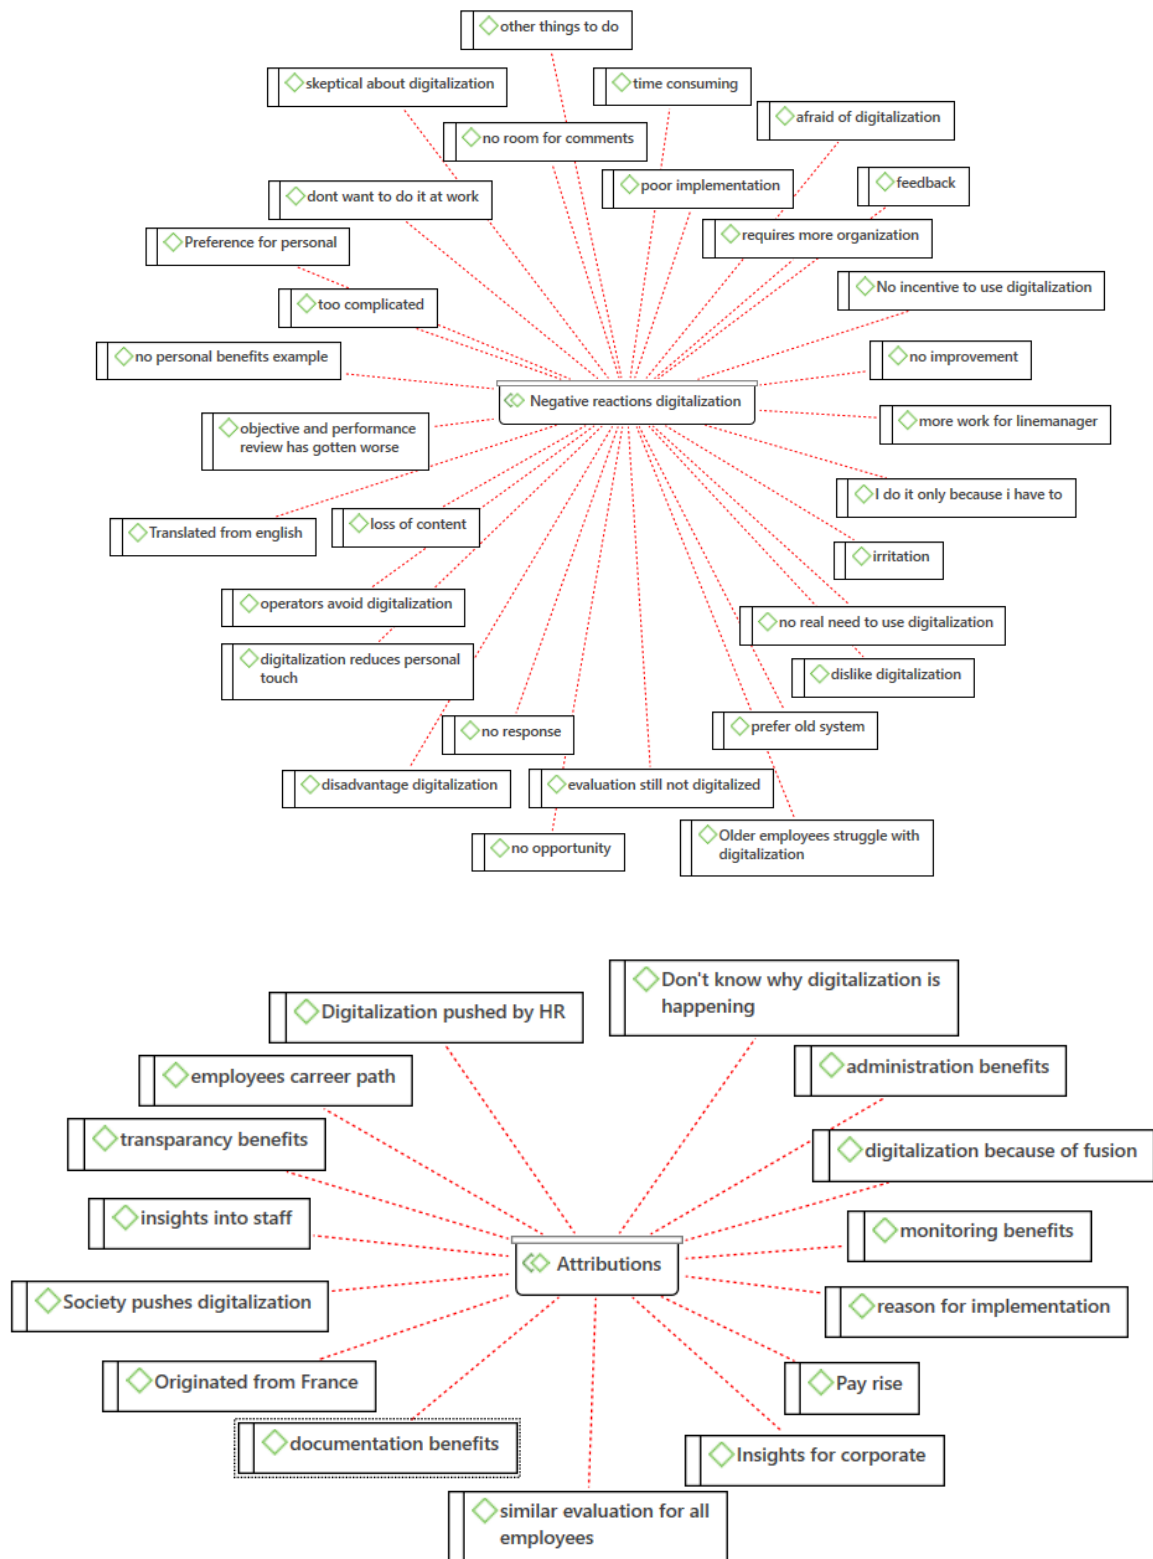 other things to do
skeptical about digitalization
time consuming
afraid of digitalization
no room for comments
poor implementation
feedback
dont want to do it at work
requires more organization
Preference for personal
No incentive to use digitalization
too complicated
no personal benefits example
no improvement
Negative reactions digitalization
more work for linemanager
objective and performance
review has gotten worse
I do it only because i have to
loss of content
Translated from english
irritation
operators avoid digitalization
no real need to use digitalization
digitalization reduces personal
touch
dislike digitalization
no response
prefer old system
disadvantage digitalization
evaluation still not digitalized
Older employees struggle with
digitalization
no opportunity
Don't know why digitalization is
happening
Digitalization pushed by HR
employees carreer path
administration benefits
transparancy benefits
digitalization because of fusion
insights into staff
monitoring benefits
Attributions
Society pushes digitalization
reason for implementation
Originated from France
Pay rise
documentation benefits
Insights for corporate
similar evaluation for all
employees